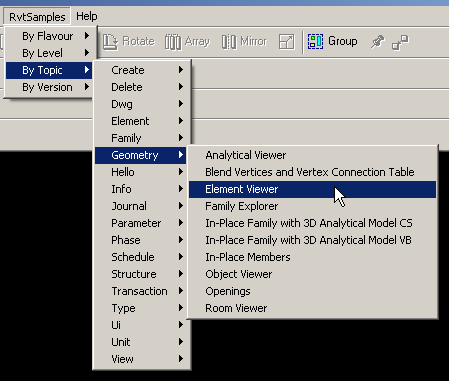 RvtSamples Help
Rotate Array Mirror Group
By Flavour
By Level
By Topic
By Version
Create
Delete
Dwg
Element
Family
Geometry
Hello
Info
Journal
Parameter
Phase
Schedule
Structure
Transaction
Type
Ui
Unit
View
Analytical Viewer
Blend Vertices and Vertex Connection Table
Element Viewer
Family Explorer
In-Place Family with 3D Analytical Model CS
In-Place Family with 3D Analytical Model VB
In-Place Members
Object Viewer
Openings
Room Viewer